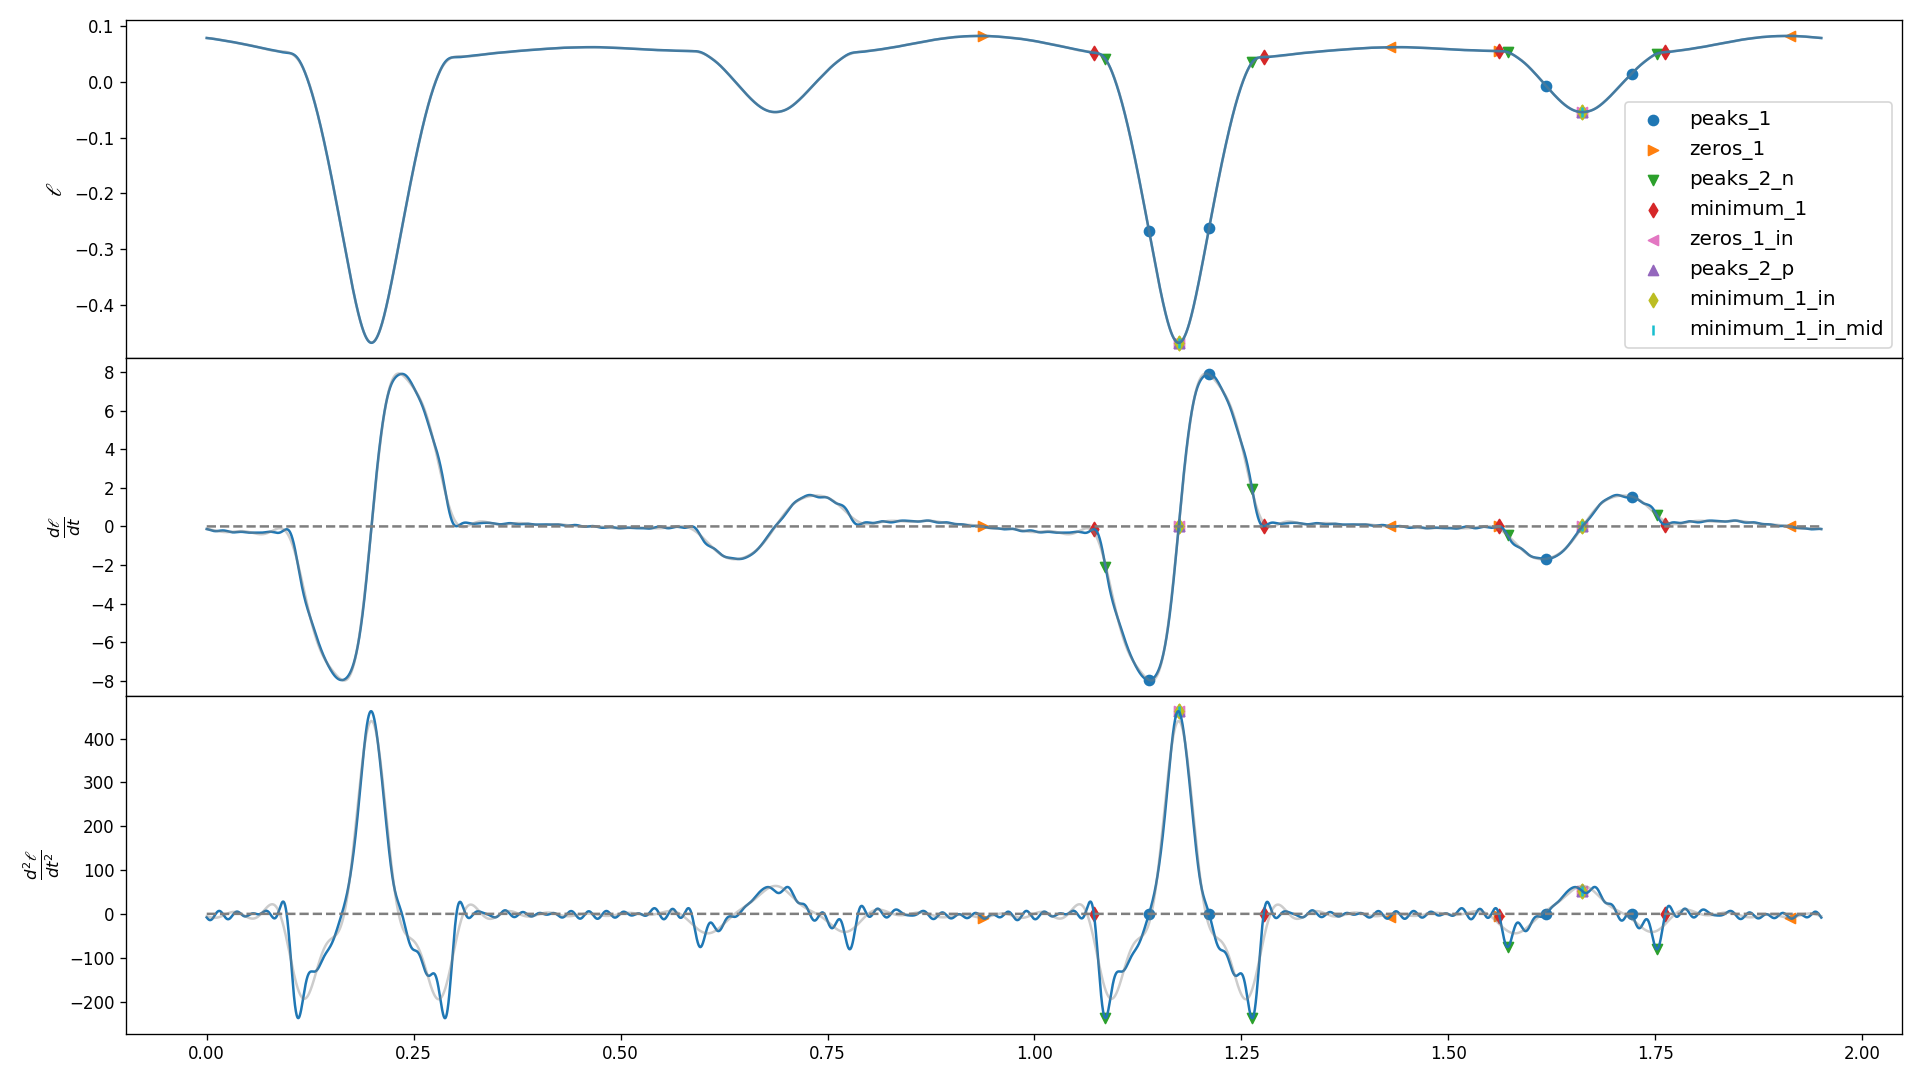 0.1
0.0
−0.1
−0.2
−0.3
−0.4
ℓ
peaks_1
zeros_1
peaks_2_n
minimum_1
zeros_1_in
peaks_2_p
minimum_1_in
minimum_1_in_mid
8
6
4
2
0
−2
−4
−6
−8
dℓ
dt
400
300
200
100
0
−100
−200
d²ℓ
dt²
0.00 0.25 0.50 0.75 1.00 1.25 1.50 1.75 2.00